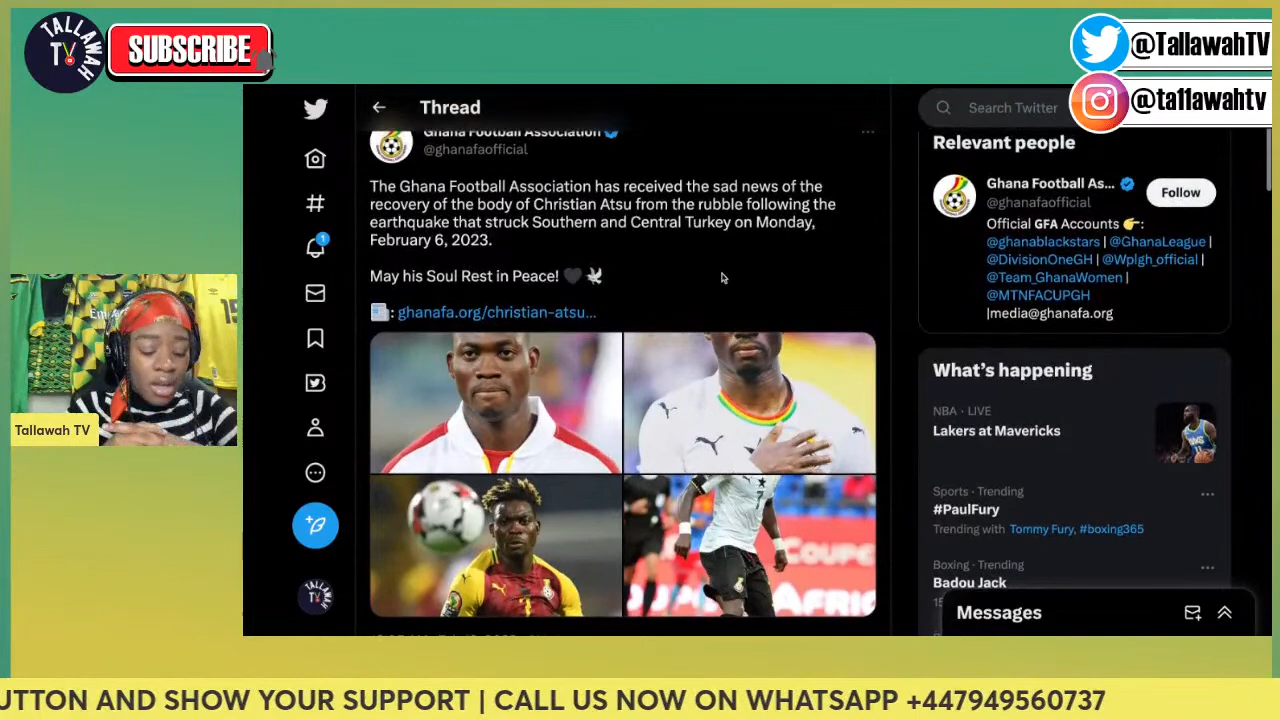 TALLAWAH
TV
SUBSCRIBE
@TallawahTV
@ta11awahtv
Thread
Search Twitter
Ghana Football Association
@ghanafaofficial
The Ghana Football Association has received the sad news of the
recovery of the body of Christian Atsu from the rubble following the
earthquake that struck Southern and Central Turkey on Monday,
February 6, 2023.
May his Soul Rest in Peace! 🖤 🕊
📰: ghanafa.org/christian-atsu...
Relevant people
Ghana Football As...
@ghanafaofficial
Follow
Official GFA Accounts 👉:
@ghanablackstars | @GhanaLeague |
@DivisionOneGH | @Wplgh_official |
@Team_GhanaWomen |
@MTNFACUPGH
|media@ghanafa.org
What's happening
NBA · LIVE
Lakers at Mavericks
Sports · Trending
#PaulFury
Trending with Tommy Fury, #boxing365
Boxing · Trending
Badou Jack
Messages
1
7
Tallawah TV
TALLAWAH
TV
UTTON AND SHOW YOUR SUPPORT | CALL US NOW ON WHATSAPP +447949560737